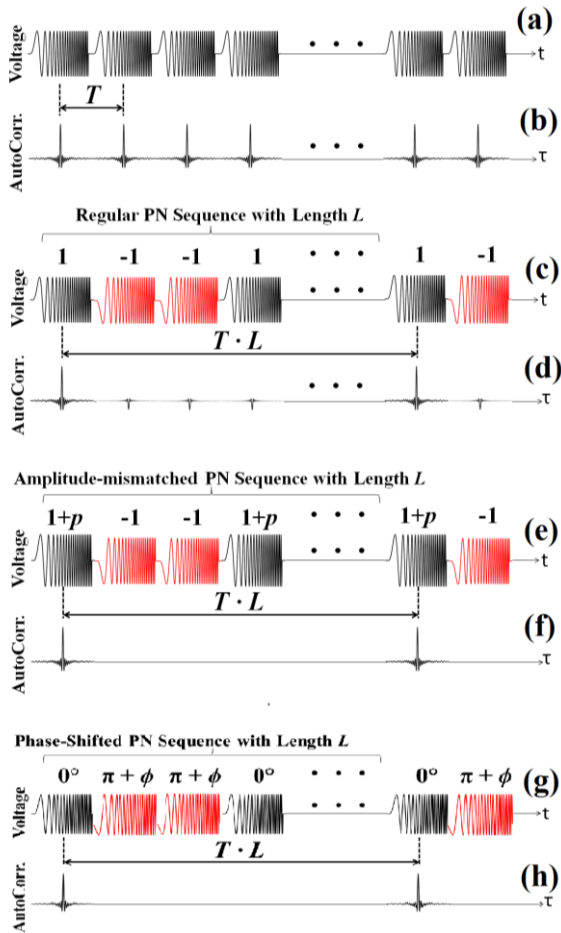 (a)
Voltage
t
T
(b)
AutoCorr.
τ
Regular PN Sequence with Length L
1 -1 -1 1 1 -1
(c)
Voltage
t
T · L
(d)
AutoCorr.
τ
Amplitude-mismatched PN Sequence with Length L
1+p -1 -1 1+p 1+p -1
(e)
Voltage
t
T · L
(f)
AutoCorr.
τ
Phase-Shifted PN Sequence with Length L
0° π + ϕ π + ϕ 0° 0° π + ϕ
(g)
Voltage
t
T · L
(h)
AutoCorr.
τ